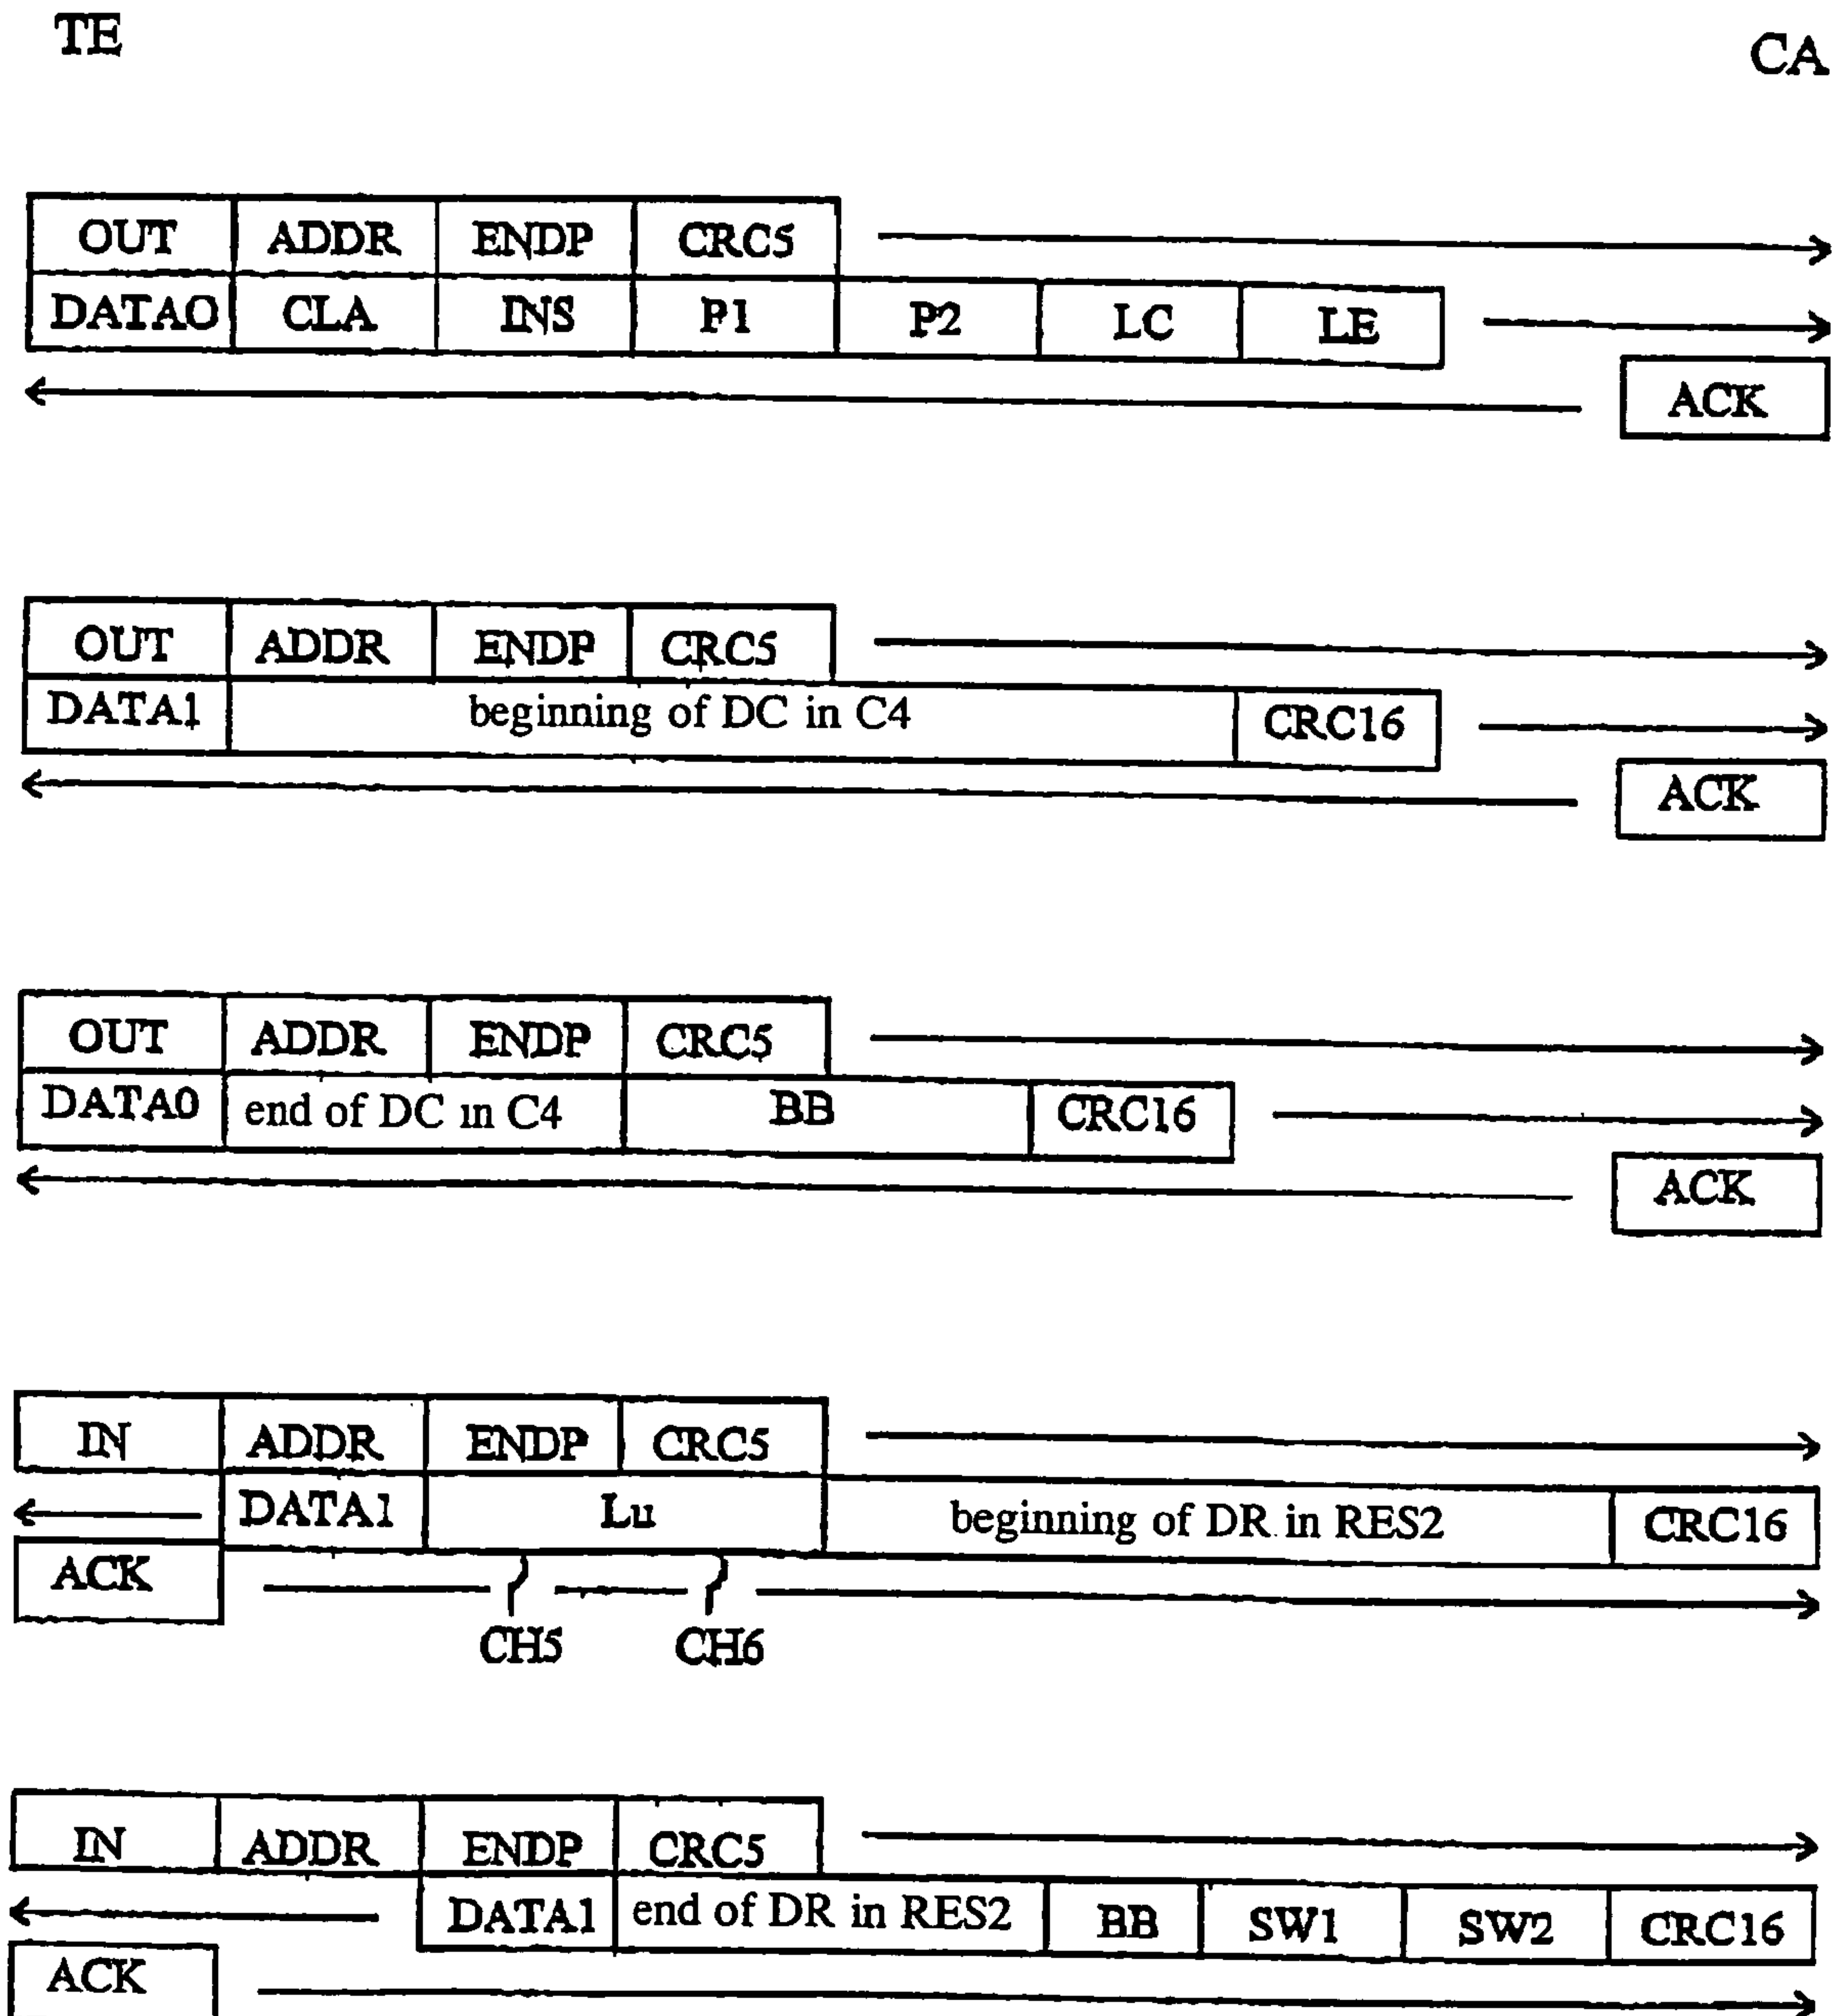 TE
CA
OUT ADDR ENDP CRC5
DATA0 CLA INS P1 P2 LC LE
ACK
OUT ADDR ENDP CRC5
DATA1 beginning of DC in C4 CRC16
ACK
OUT ADDR ENDP CRC5
DATA0 end of DC in C4 BB CRC16
ACK
IN ADDR ENDP CRC5
DATA1 Lu beginning of DR in RES2 CRC16
ACK
CH5 CH6
IN ADDR ENDP CRC5
DATA1 end of DR in RES2 BB SW1 SW2 CRC16
ACK